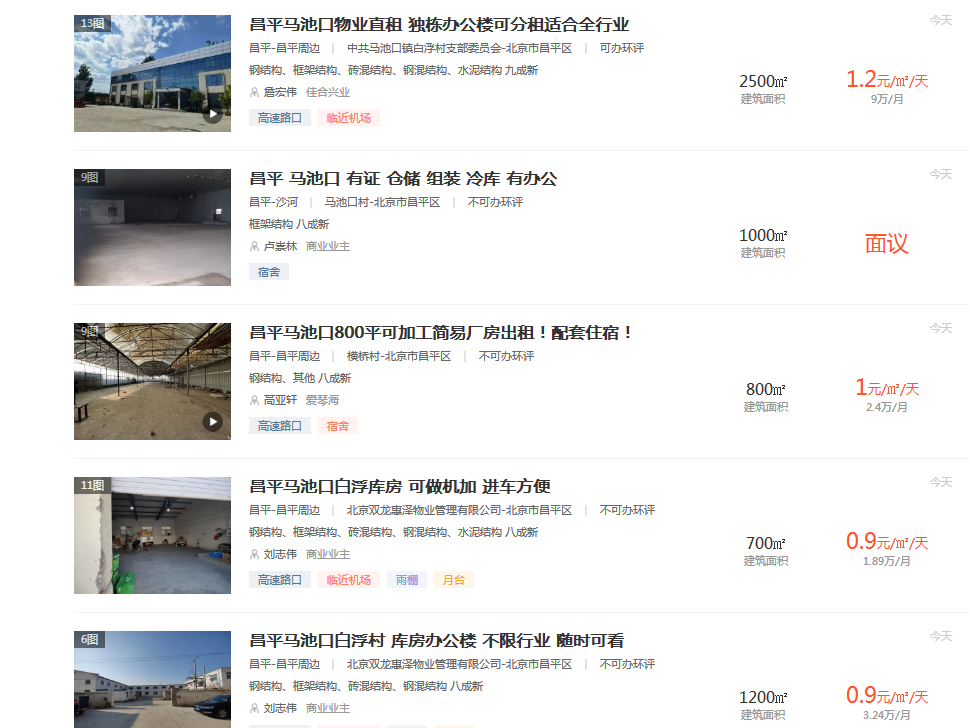 13图
昌平马池口物业直租 独栋办公楼可分租适合全行业
今天
昌平-昌平周边 | 中共马池口镇白浮村支部委员会-北京市昌平区 | 可办环评
钢结构、框架结构、砖混结构、钢混结构、水泥结构 九成新
2500㎡
建筑面积
1.2元/㎡/天
9万/月
詹宏伟 佳合兴业
高速路口 临近机场
9图
昌平 马池口 有证 仓储 组装 冷库 有办公
今天
昌平-沙河 | 马池口村-北京市昌平区 | 不可办环评
框架结构 八成新
1000㎡
建筑面积
面议
卢崇林 商业业主
宿舍
9图
昌平马池口800平可加工简易厂房出租！配套住宿！
今天
昌平-昌平周边 | 横桥村-北京市昌平区 | 不可办环评
钢结构、其他 八成新
800㎡
建筑面积
1元/㎡/天
2.4万/月
高亚轩 爱琴海
高速路口 宿舍
11图
昌平马池口白浮库房 可做机加 进车方便
今天
昌平-昌平周边 | 北京双龙惠泽物业管理有限公司-北京市昌平区 | 不可办环评
钢结构、框架结构、砖混结构、钢混结构、水泥结构 八成新
700㎡
建筑面积
0.9元/㎡/天
1.89万/月
刘志伟 商业业主
高速路口 临近机场 雨棚 月台
6图
昌平马池口白浮村 库房办公楼 不限行业 随时可看
今天
昌平-昌平周边 | 北京双龙惠泽物业管理有限公司-北京市昌平区 | 不可办环评
钢结构、框架结构、砖混结构、钢混结构 八成新
1200㎡
建筑面积
0.9元/㎡/天
3.24万/月
刘志伟 商业业主